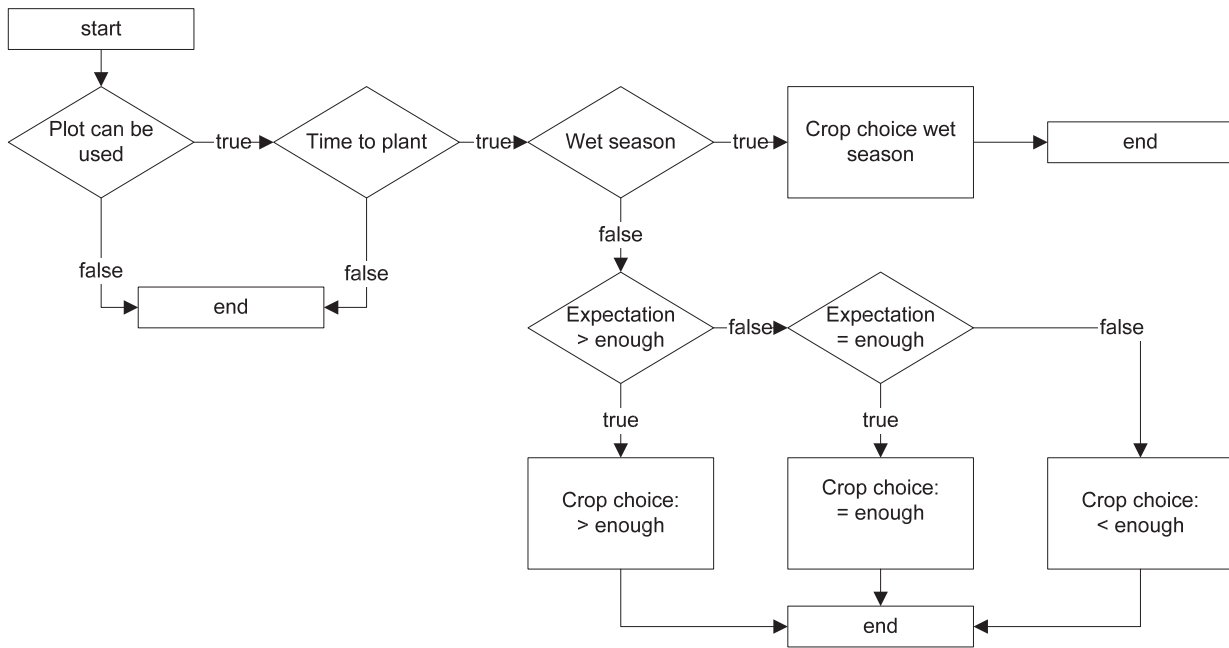 start
Plot can be
used
true
Time to plant
true
Wet season
true
Crop choice wet
season
end
false
false
end
false
Expectation
> enough
false
Expectation
= enough
false
true
true
Crop choice:
> enough
Crop choice:
= enough
Crop choice:
< enough
end